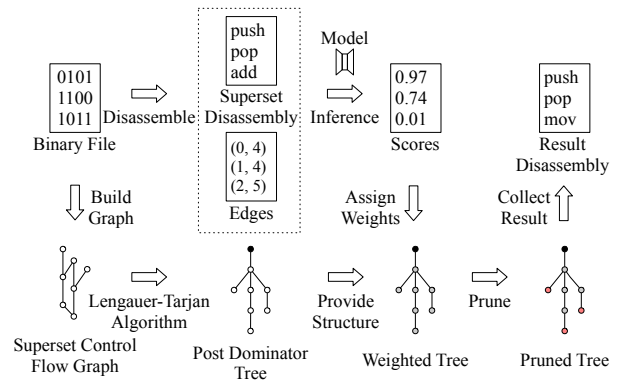 0101
1100
1011
Binary File
Disassemble
push
pop
add
Superset
Disassembly
(0, 4)
(1, 4)
(2, 5)
Edges
Model
Inference
0.97
0.74
0.01
Scores
push
pop
mov
Result
Disassembly
Build
Graph
Assign
Weights
Collect
Result
Lengauer-Tarjan
Algorithm
Provide
Structure
Prune
Superset Control
Flow Graph
Post Dominator
Tree
Weighted Tree
Pruned Tree